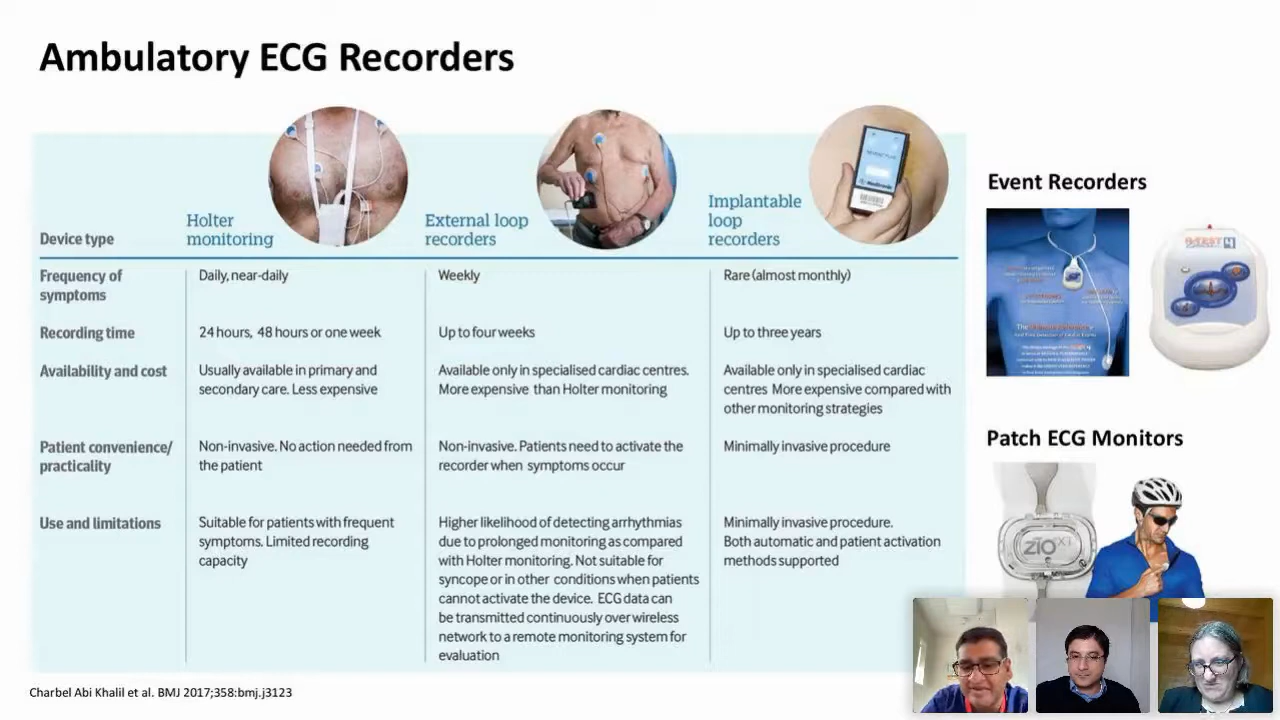 Ambulatory ECG Recorders
Device type
Holter
monitoring
External loop
recorders
Implantable
loop
recorders
Frequency of
symptoms
Daily, near-daily
Weekly
Rare (almost monthly)
Recording time
24 hours, 48 hours or one week
Up to four weeks
Up to three years
Availability and cost
Usually available in primary and
secondary care. Less expensive
Available only in specialised cardiac centres.
More expensive than Holter monitoring
Available only in specialised cardiac
centres More expensive compared with
other monitoring strategies
Patient convenience/
practicality
Non-invasive. No action needed from
the patient
Non-invasive. Patients need to activate the
recorder when symptoms occur
Minimally invasive procedure
Use and limitations
Suitable for patients with frequent
symptoms. Limited recording
capacity
Higher likelihood of detecting arrhythmias
due to prolonged monitoring as compared
with Holter monitoring. Not suitable for
syncope or in other conditions when patients
cannot activate the device. ECG data can
be transmitted continuously over wireless
network to a remote monitoring system for
evaluation
Minimally invasive procedure.
Both automatic and patient activation
methods supported
Charbel Abi Khalil et al. BMJ 2017;358:bmj.j3123
Event Recorders
Patch ECG Monitors
zio XT
Medtronic